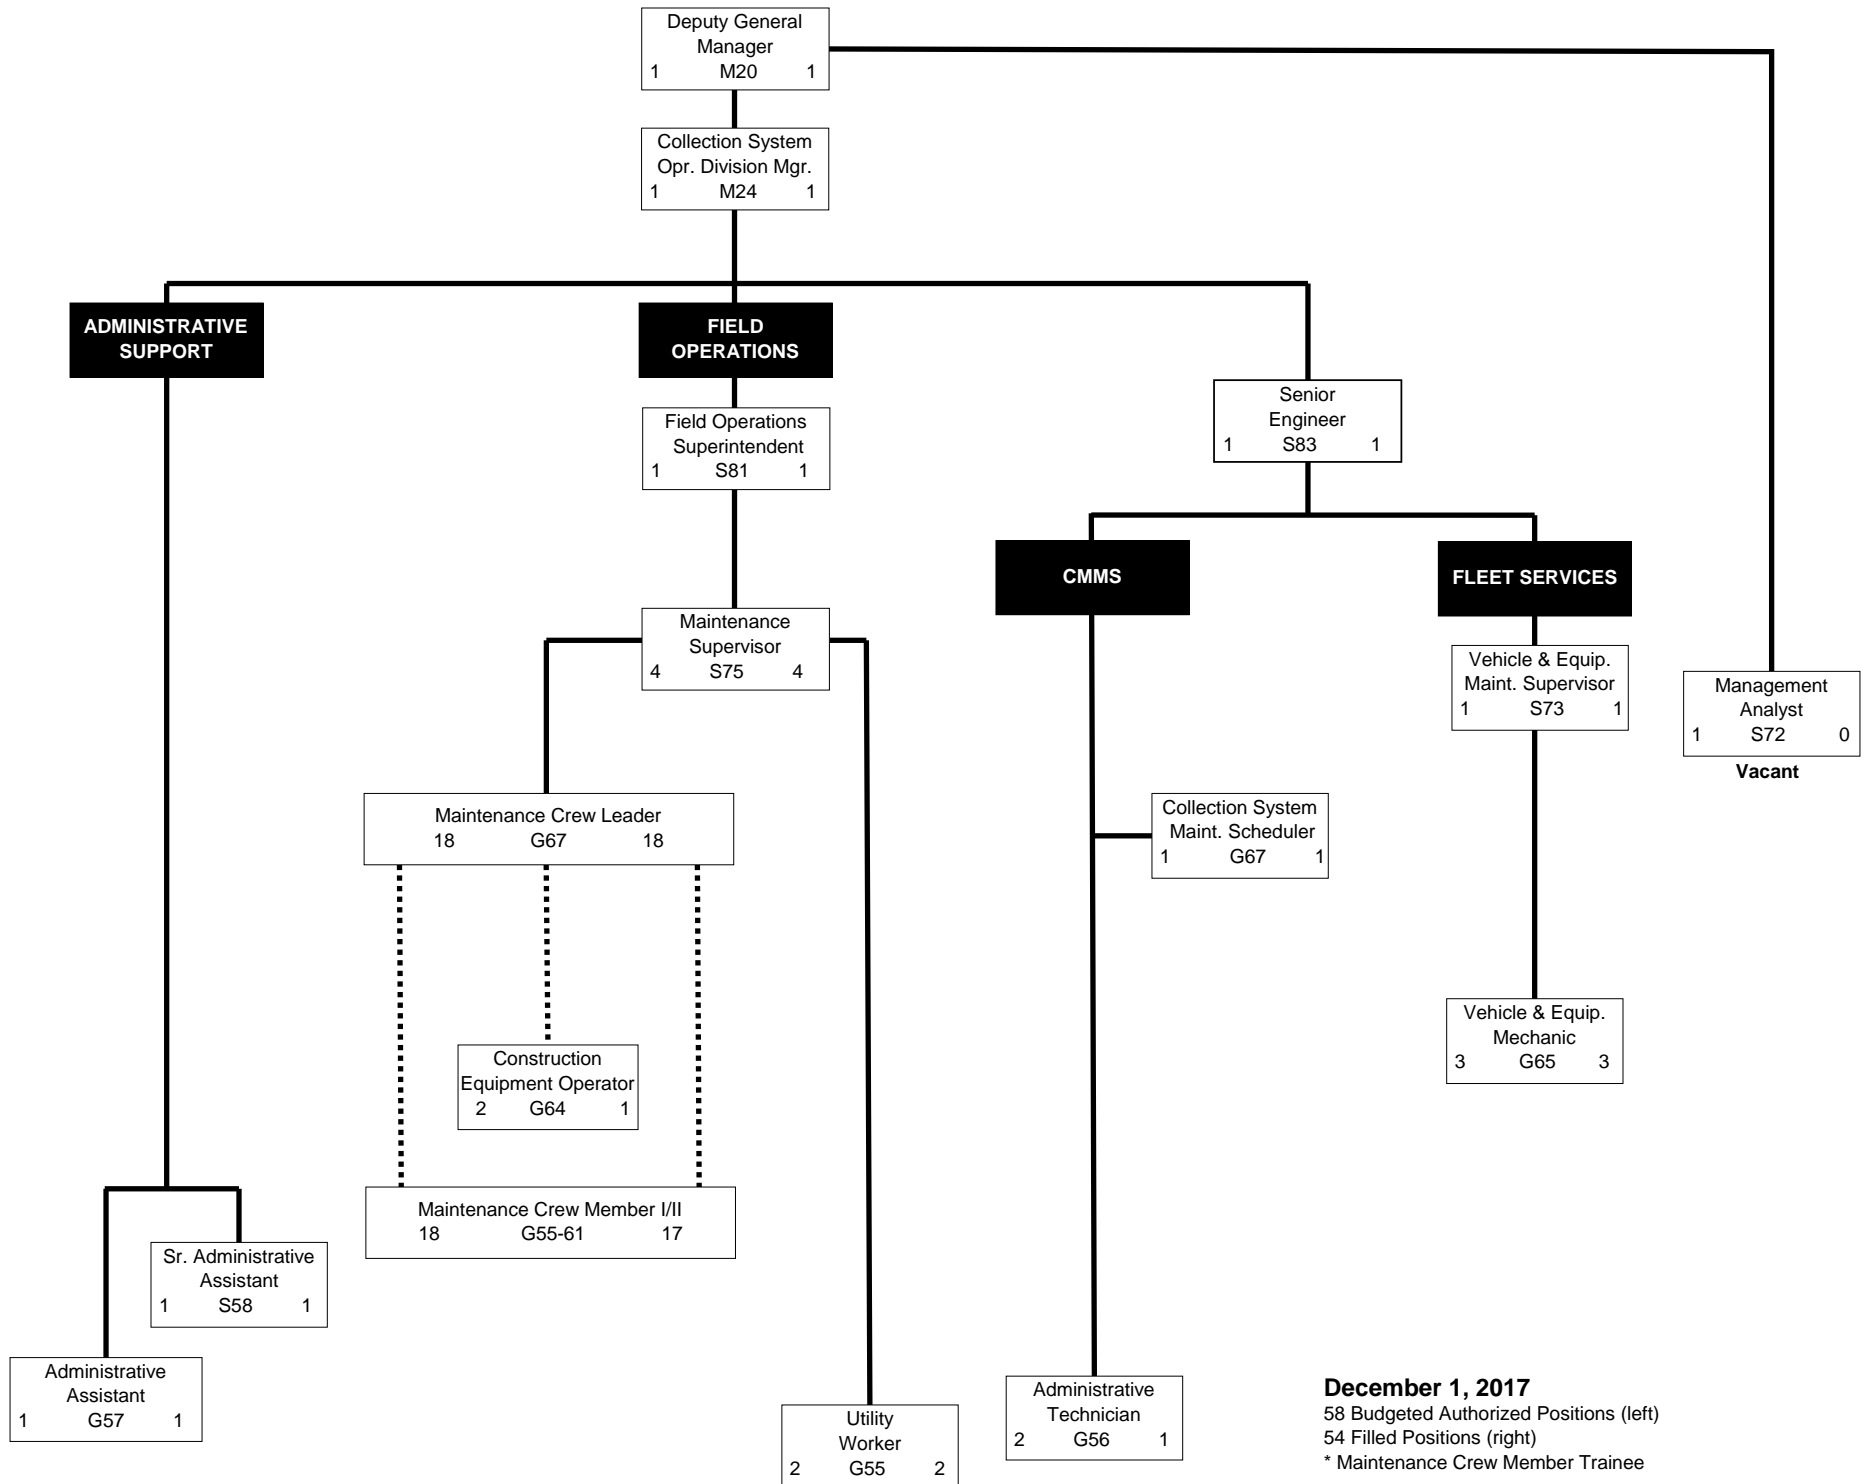 Deputy General
Manager
1 M20 1
Collection System
Opr. Division Mgr.
1 M24 1
ADMINISTRATIVE
SUPPORT
FIELD
OPERATIONS
Field Operations
Superintendent
1 S81 1
Senior
Engineer
1 S83 1
CMMS
FLEET SERVICES
Maintenance
Supervisor
4 S75 4
Vehicle & Equip.
Maint. Supervisor
1 S73 1
Management
Analyst
1 S72 0
Vacant
Maintenance Crew Leader
18 G67 18
Collection System
Maint. Scheduler
1 G67 1
Construction
Equipment Operator
2 G64 1
Vehicle & Equip.
Mechanic
3 G65 3
Maintenance Crew Member I/II
18 G55-61 17
Sr. Administrative
Assistant
1 S58 1
Administrative
Assistant
1 G57 1
Utility
Worker
2 G55 2
Administrative
Technician
2 G56 1
December 1, 2017
58 Budgeted Authorized Positions (left)
54 Filled Positions (right)
* Maintenance Crew Member Trainee